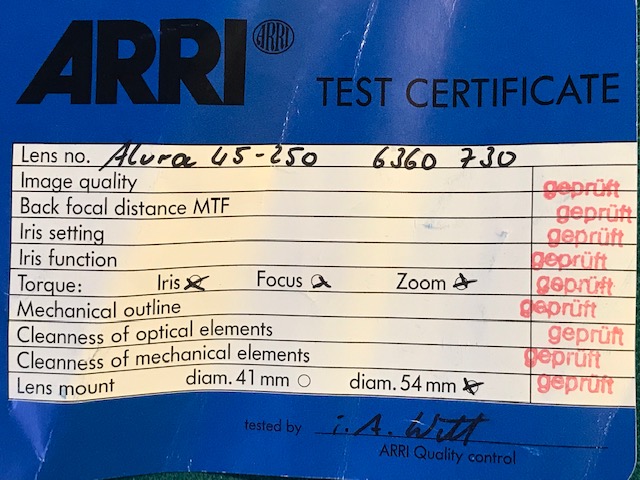 ARRI ARRI
TEST CERTIFICATE
Lens no. Alura 45-250 6360 730
Image quality geprüft
Back focal distance MTF geprüft
Iris setting geprüft
Iris function geprüft
Torque: Iris Focus Zoom geprüft
Mechanical outline geprüft
Cleanness of optical elements geprüft
Cleanness of mechanical elements geprüft
Lens mount diam. 41 mm diam. 54 mm geprüft
tested by i. A. Witt
ARRI Quality control